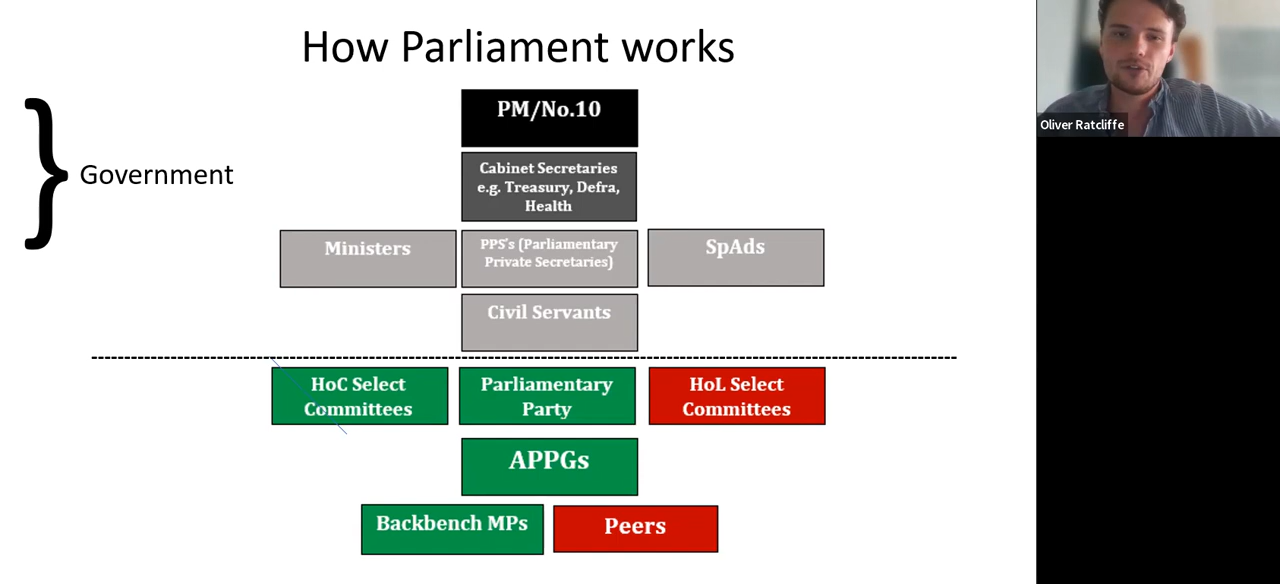 How Parliament works
Oliver Ratcliffe
PM/No.10
Government
Cabinet Secretaries
e.g. Treasury, Defra,
Health
Ministers
PPS's (Parliamentary
Private Secretaries)
SpAds
Civil Servants
HoC Select
Committees
Parliamentary
Party
HoL Select
Committees
APPGs
Backbench MPs
Peers